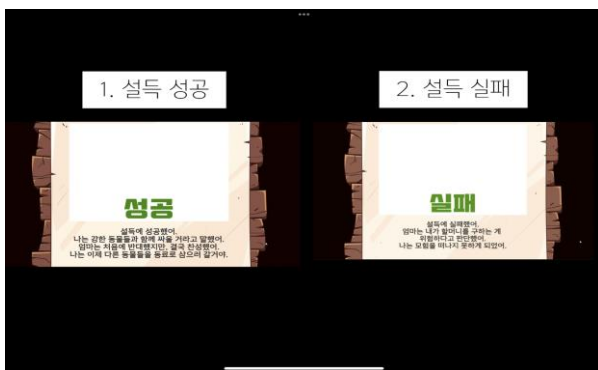 1. 설득 성공
성공
설득에 성공했어.
나는 강한 동물들과 함께 싸울 거라고 말했어.
엄마는 처음에 반대했지만, 결국 찬성했어.
나는 이제 다른 동물들을 동료로 삼으러 갈거야.
2. 설득 실패
실패
설득에 실패했어.
엄마는 내가 할머니를 구하는 게
위험하다고 판단했어.
나는 모험을 떠나지 못하게 되었어.